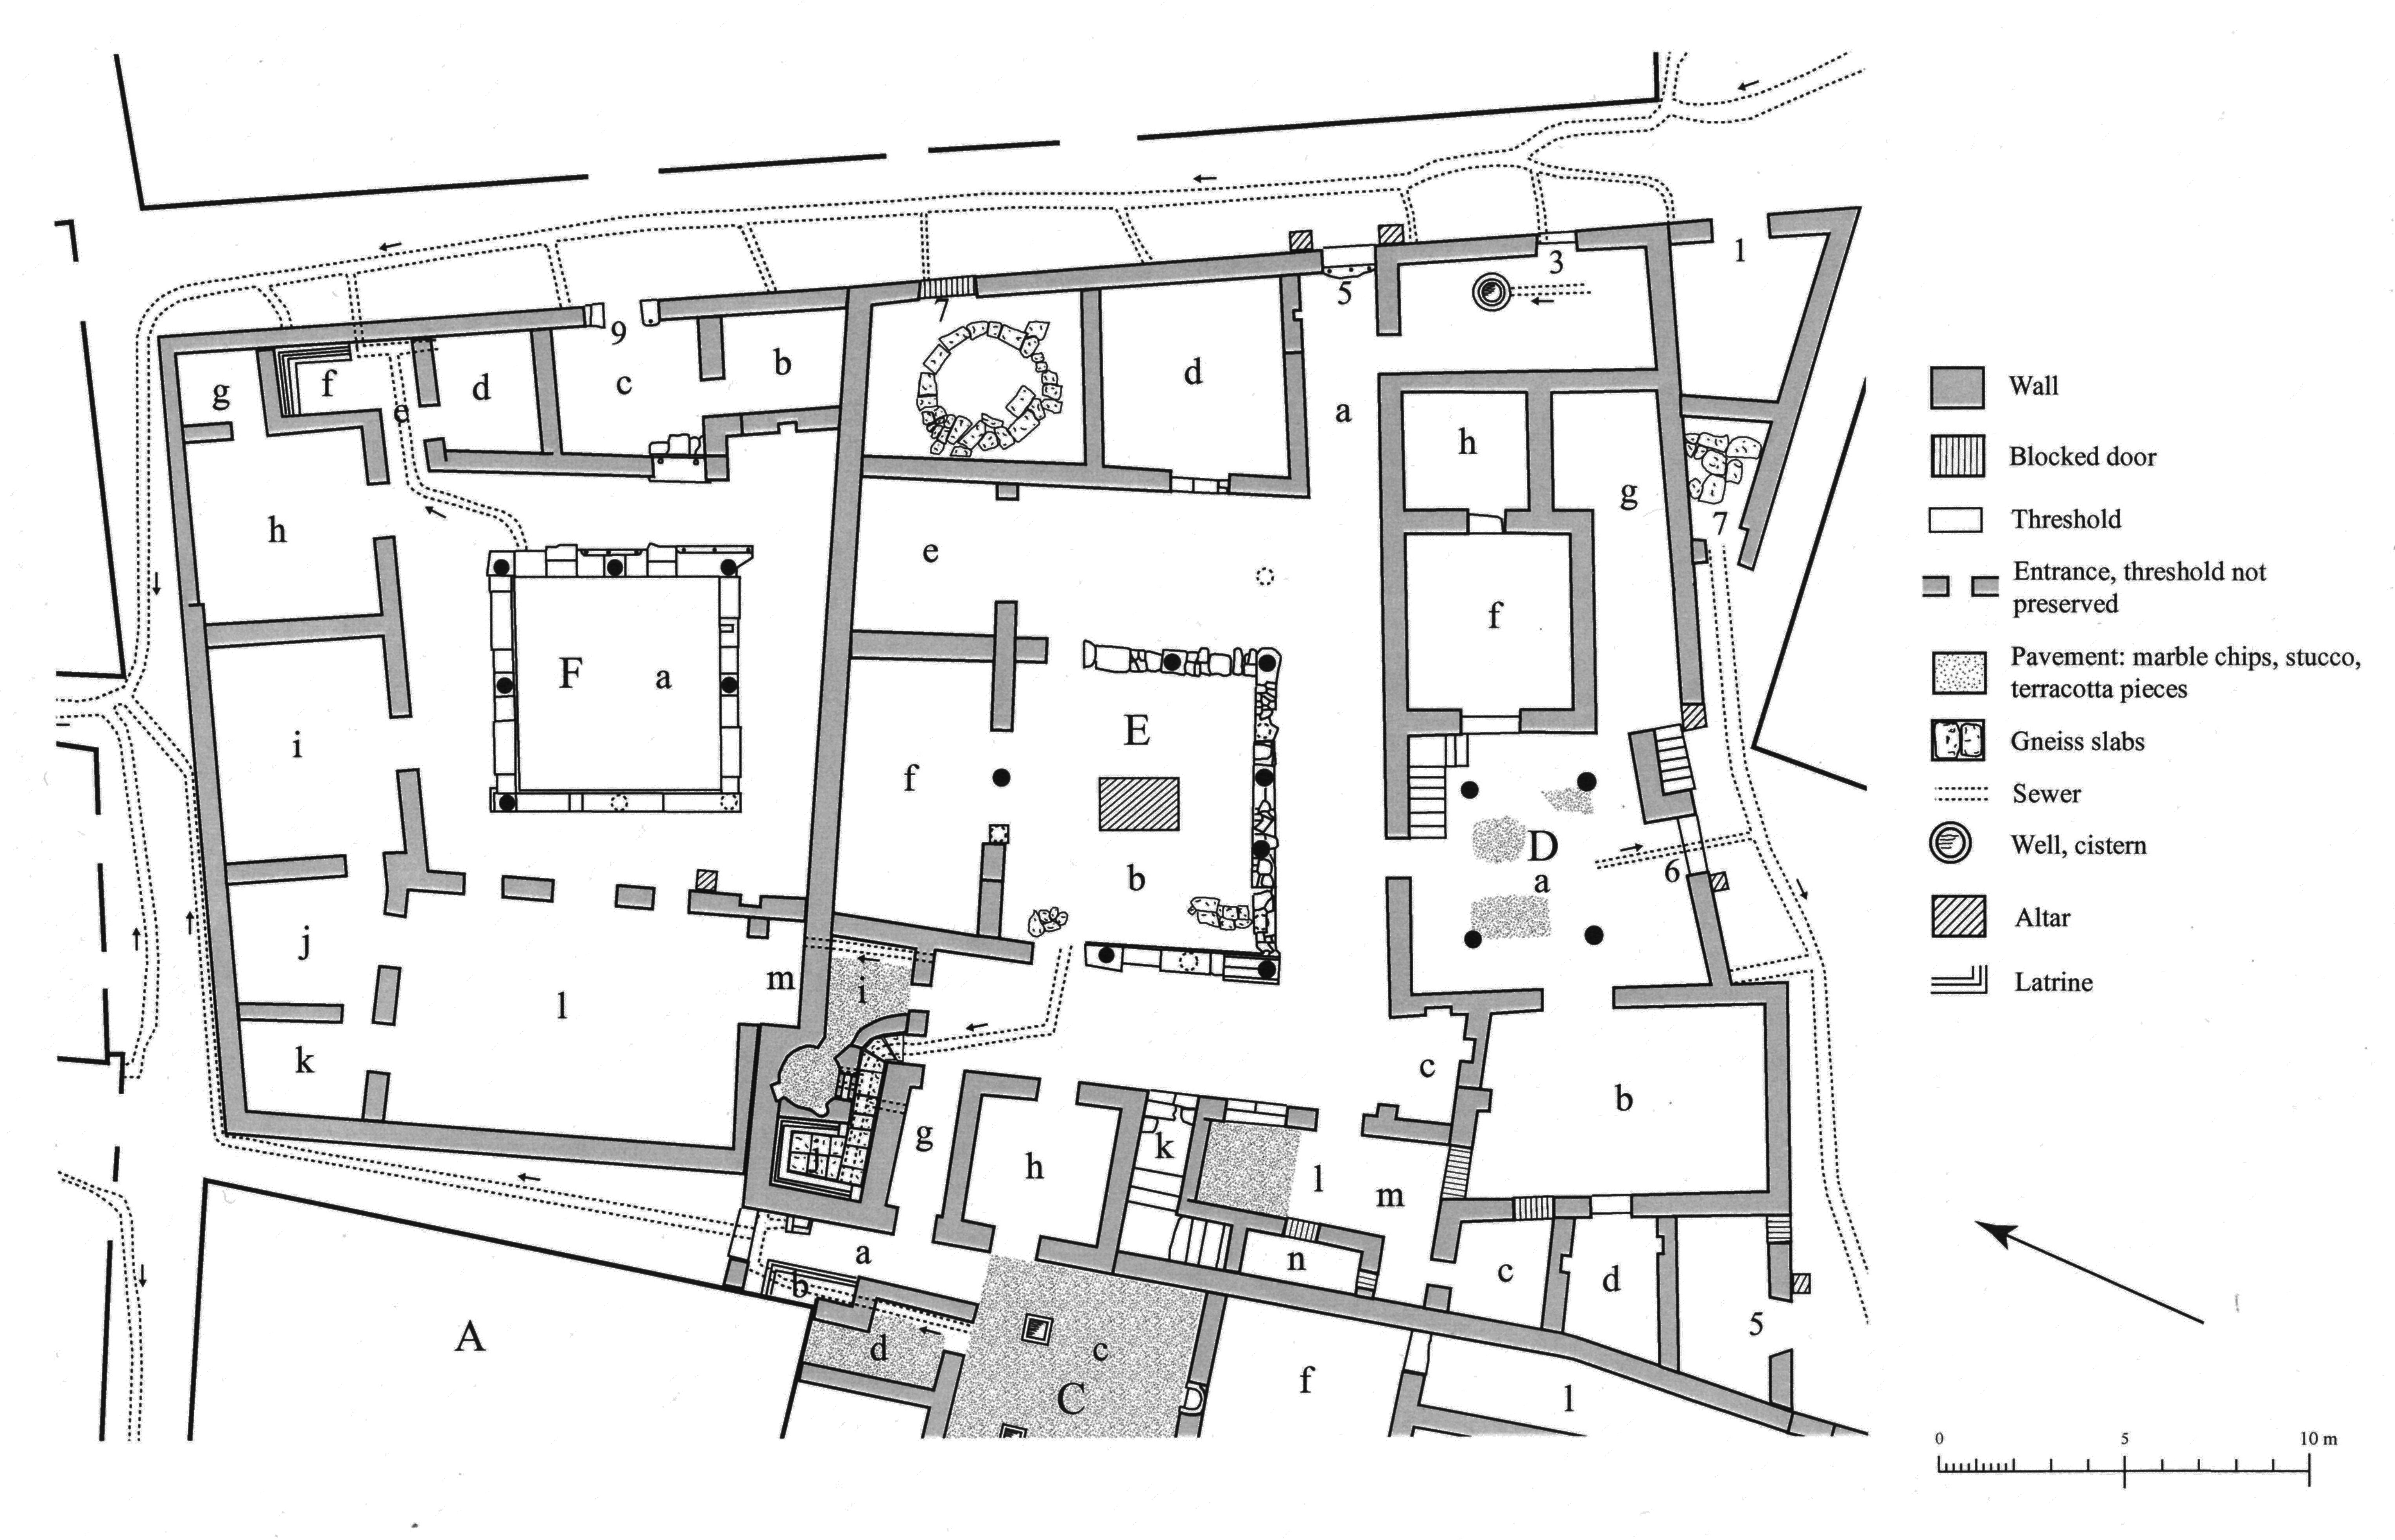 1
3
5
7
9
b
c
d
f
g
e
d
a
h
g
7
h
e
f
F
a
i
E
f
b
D
a
6
j
m
i
l
k
c
b
g
h
k
l
m
j
a
n
c
d
b
5
A
d
c
C
f
l
Wall
Blocked door
Threshold
Entrance, threshold not
preserved
Pavement: marble chips, stucco,
terracotta pieces
Gneiss slabs
Sewer
Well, cistern
Altar
Latrine
0 5 10 m